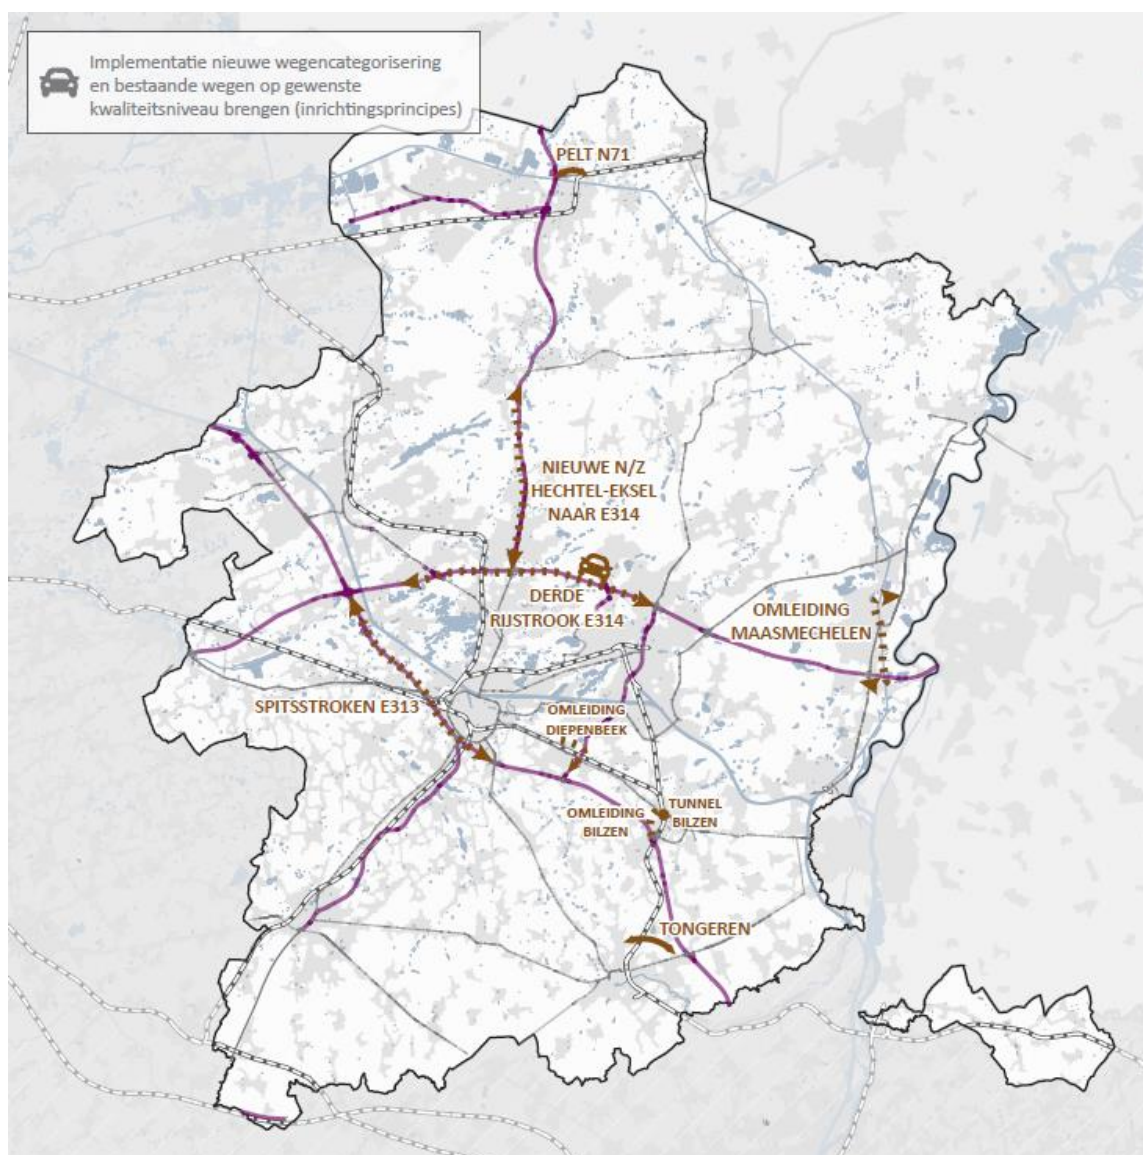 Implementatie nieuwe wegencategorisering
en bestaande wegen op gewenste
kwaliteitsniveau brengen (inrichtingsprincipes)
PELT N71
NIEUWE N/Z
HECHTEL-EKSEL
NAAR E314
DERDE
RIJSTROOK E314
OMLEIDING
MAASMECHELEN
SPITSSTROKEN E313
OMLEIDING
DIEPENBEEK
OMLEIDING
BILZEN
TUNNEL
BILZEN
TONGEREN